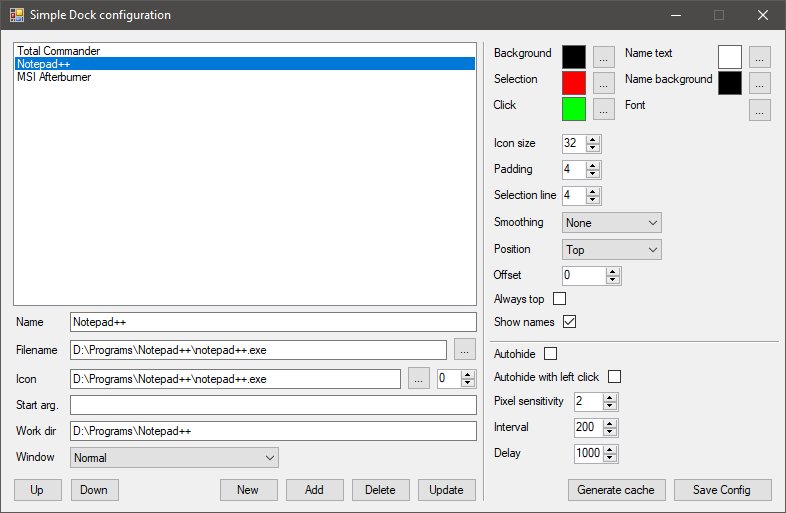 Simple Dock configuration
Total Commander
Notepad++
MSI Afterburner
Name Notepad++
Filename D:\Programs\Notepad++\notepad++.exe ...
Icon D:\Programs\Notepad++\notepad++.exe ... 0
Start arg.
Work dir D:\Programs\Notepad++
Window Normal
Up Down New Add Delete Update
Background ... Name text ...
Selection ... Name background ...
Click ... Font ...
Icon size 32
Padding 4
Selection line 4
Smoothing None
Position Top
Offset 0
Always top
Show names
Autohide
Autohide with left click
Pixel sensitivity 2
Interval 200
Delay 1000
Generate cache Save Config